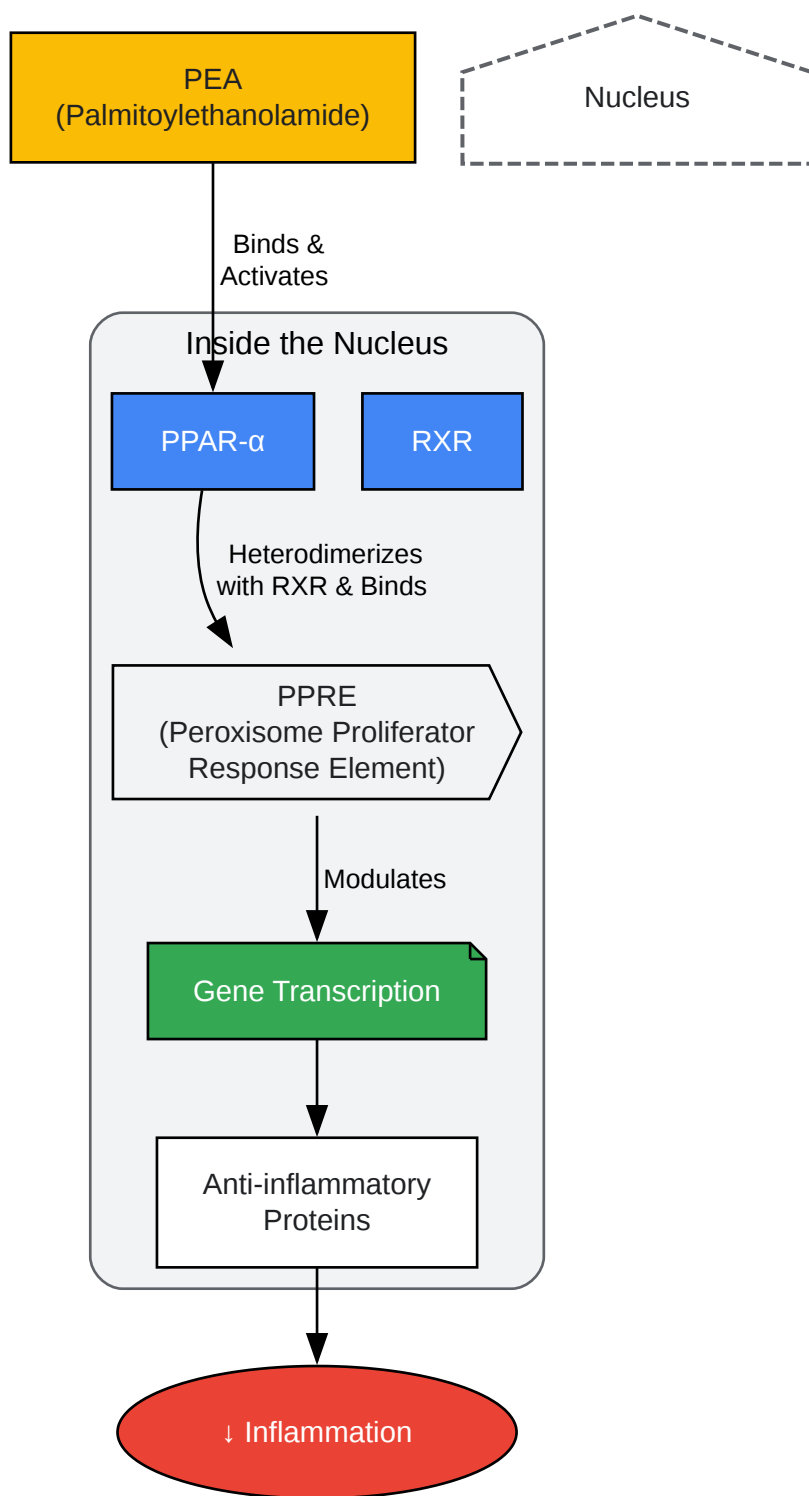 PEA
(Palmitoylethanolamide)
Nucleus
Binds &
Activates
Inside the Nucleus
PPAR-α
RXR
Heterodimerizes
with RXR & Binds
PPRE
(Peroxisome Proliferator
Response Element)
Modulates
Gene Transcription
Anti-inflammatory
Proteins
↓ Inflammation